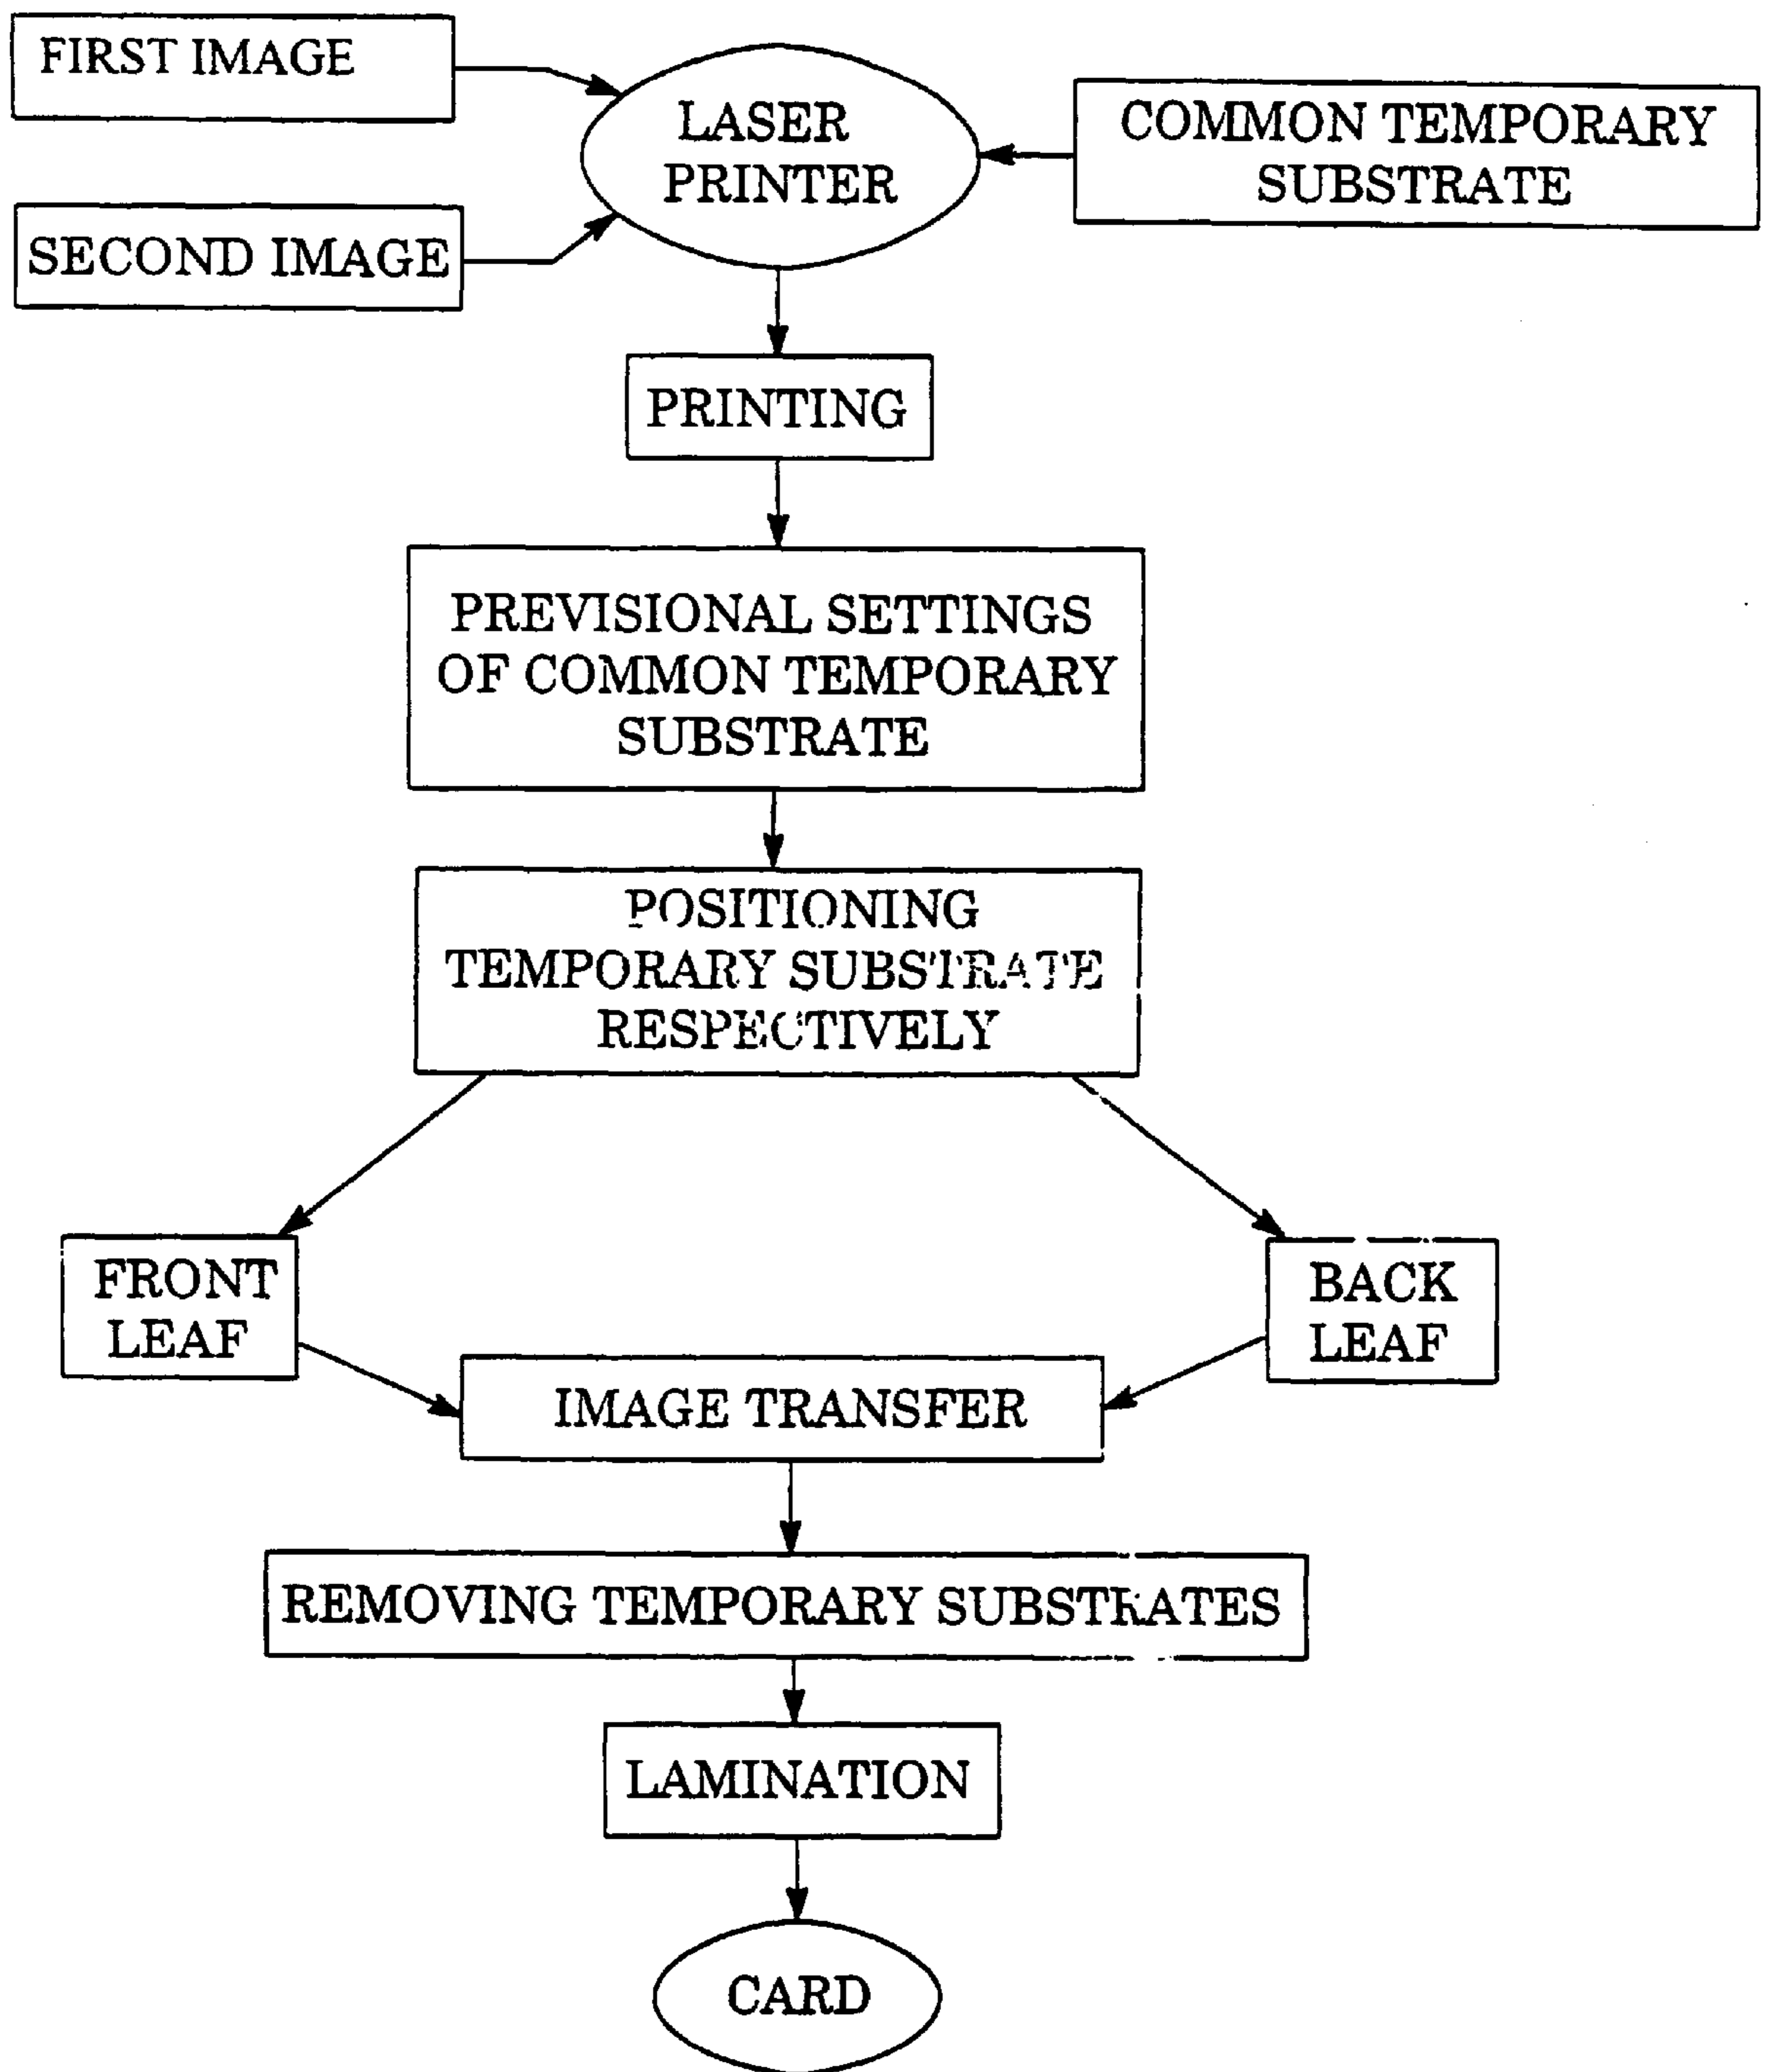 FIRST IMAGE
LASER
PRINTER
COMMON TEMPORARY
SUBSTRATE
SECOND IMAGE
PRINTING
PREVISIONAL SETTINGS
OF COMMON TEMPORARY
SUBSTRATE
POSITIONING
TEMPORARY SUBSTRATE
RESPECTIVELY
FRONT
LEAF
BACK
LEAF
IMAGE TRANSFER
REMOVING TEMPORARY SUBSTRATES
LAMINATION
CARD